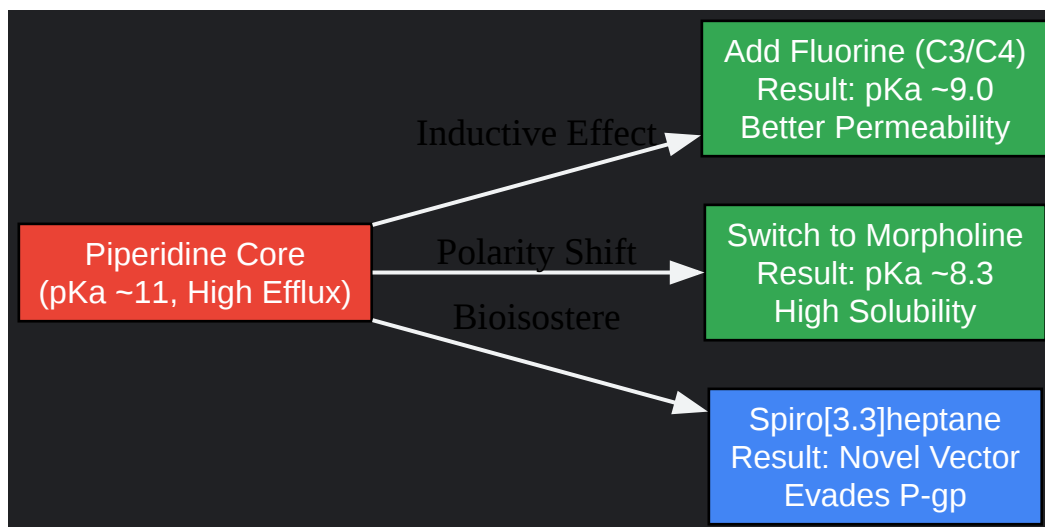 Piperidine Core
(pKa ~11, High Efflux)
Inductive Effect
Polarity Shift
Bioisostere
Add Fluorine (C3/C4)
Result: pKa ~9.0
Better Permeability
Switch to Morpholine
Result: pKa ~8.3
High Solubility
Spiro[3.3]heptane
Result: Novel Vector
Evades P-gp